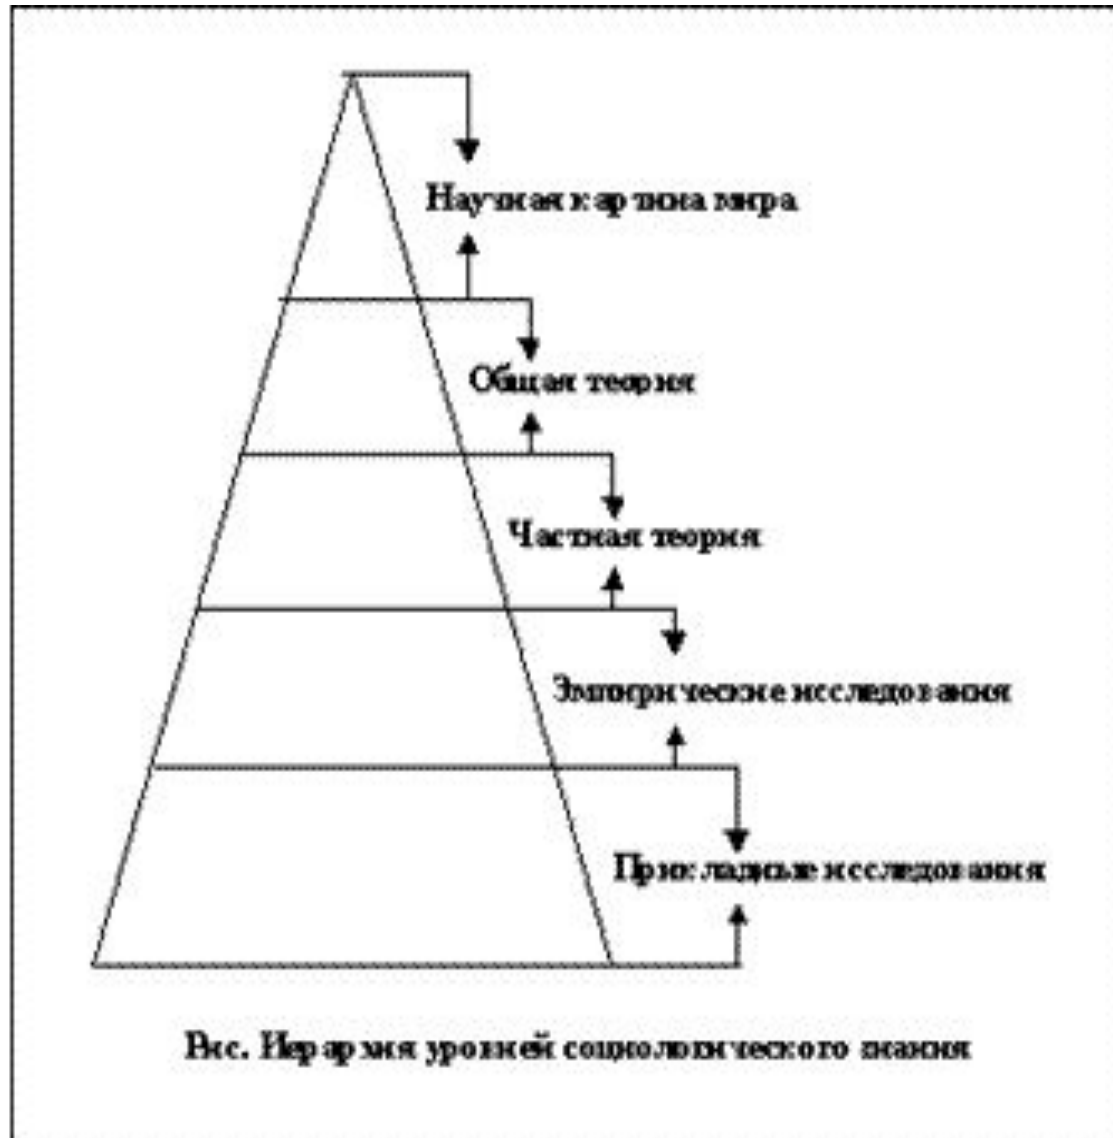 Научная картина мира
Общая теория
Частная теория
Эмпирические исследования
Прикладные исследования
Рис. Иерархия уровней социологического знания